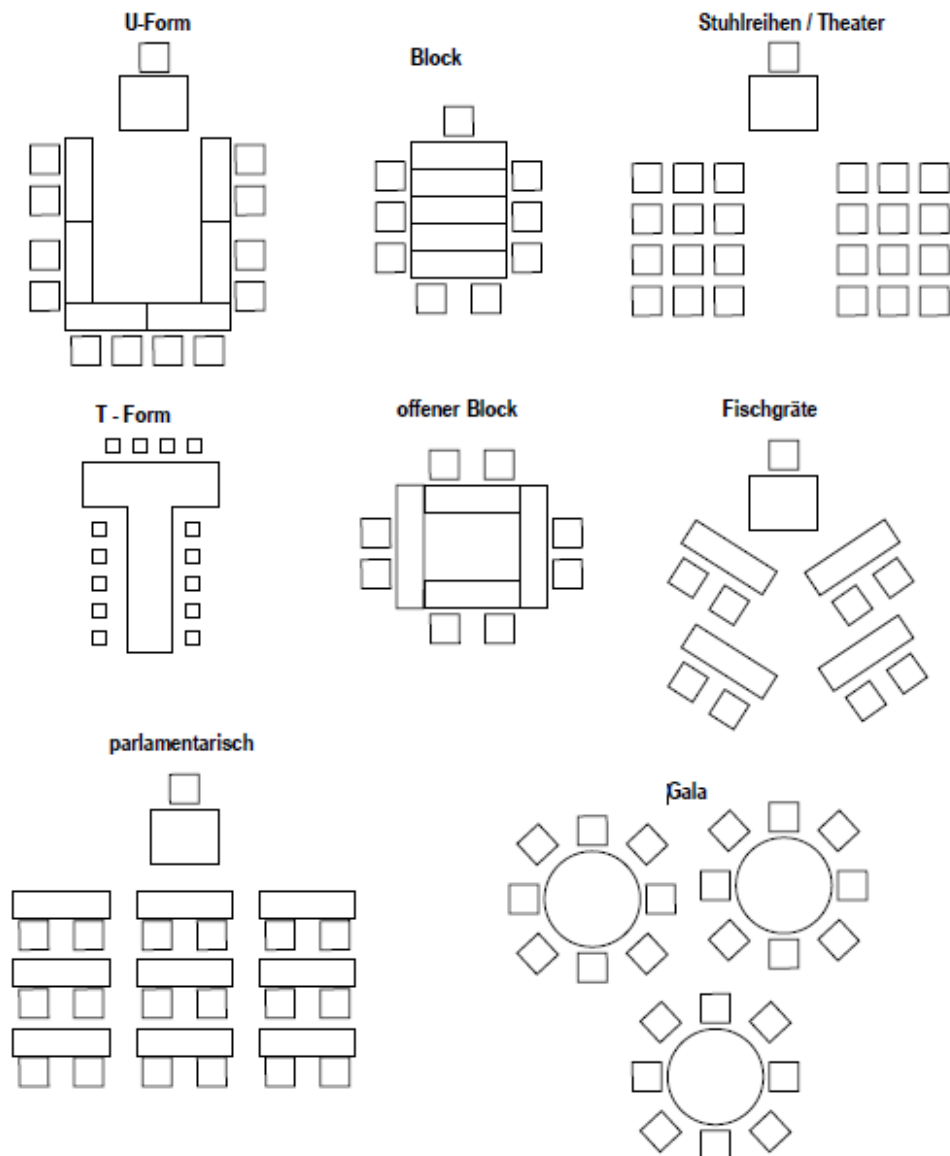 U-Form
Block
Stuhlreihen / Theater
T - Form
offener Block
Fischgräte
parlamentarisch
Gala